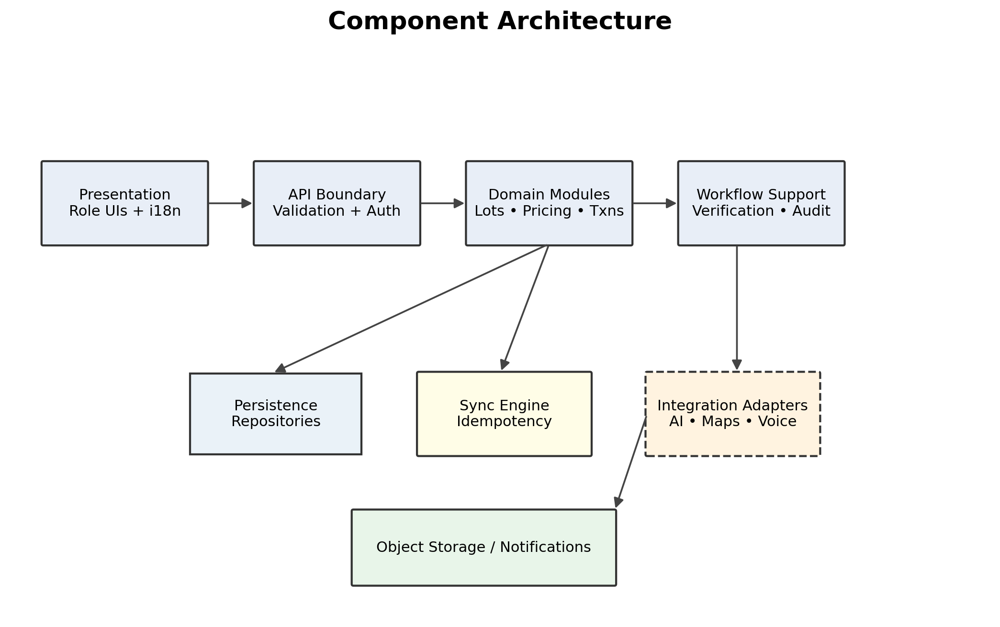 Component Architecture
Presentation
Role UIs + i18n
API Boundary
Validation + Auth
Domain Modules
Lots • Pricing • Txns
Workflow Support
Verification • Audit
Persistence
Repositories
Sync Engine
Idempotency
Integration Adapters
AI • Maps • Voice
Object Storage / Notifications